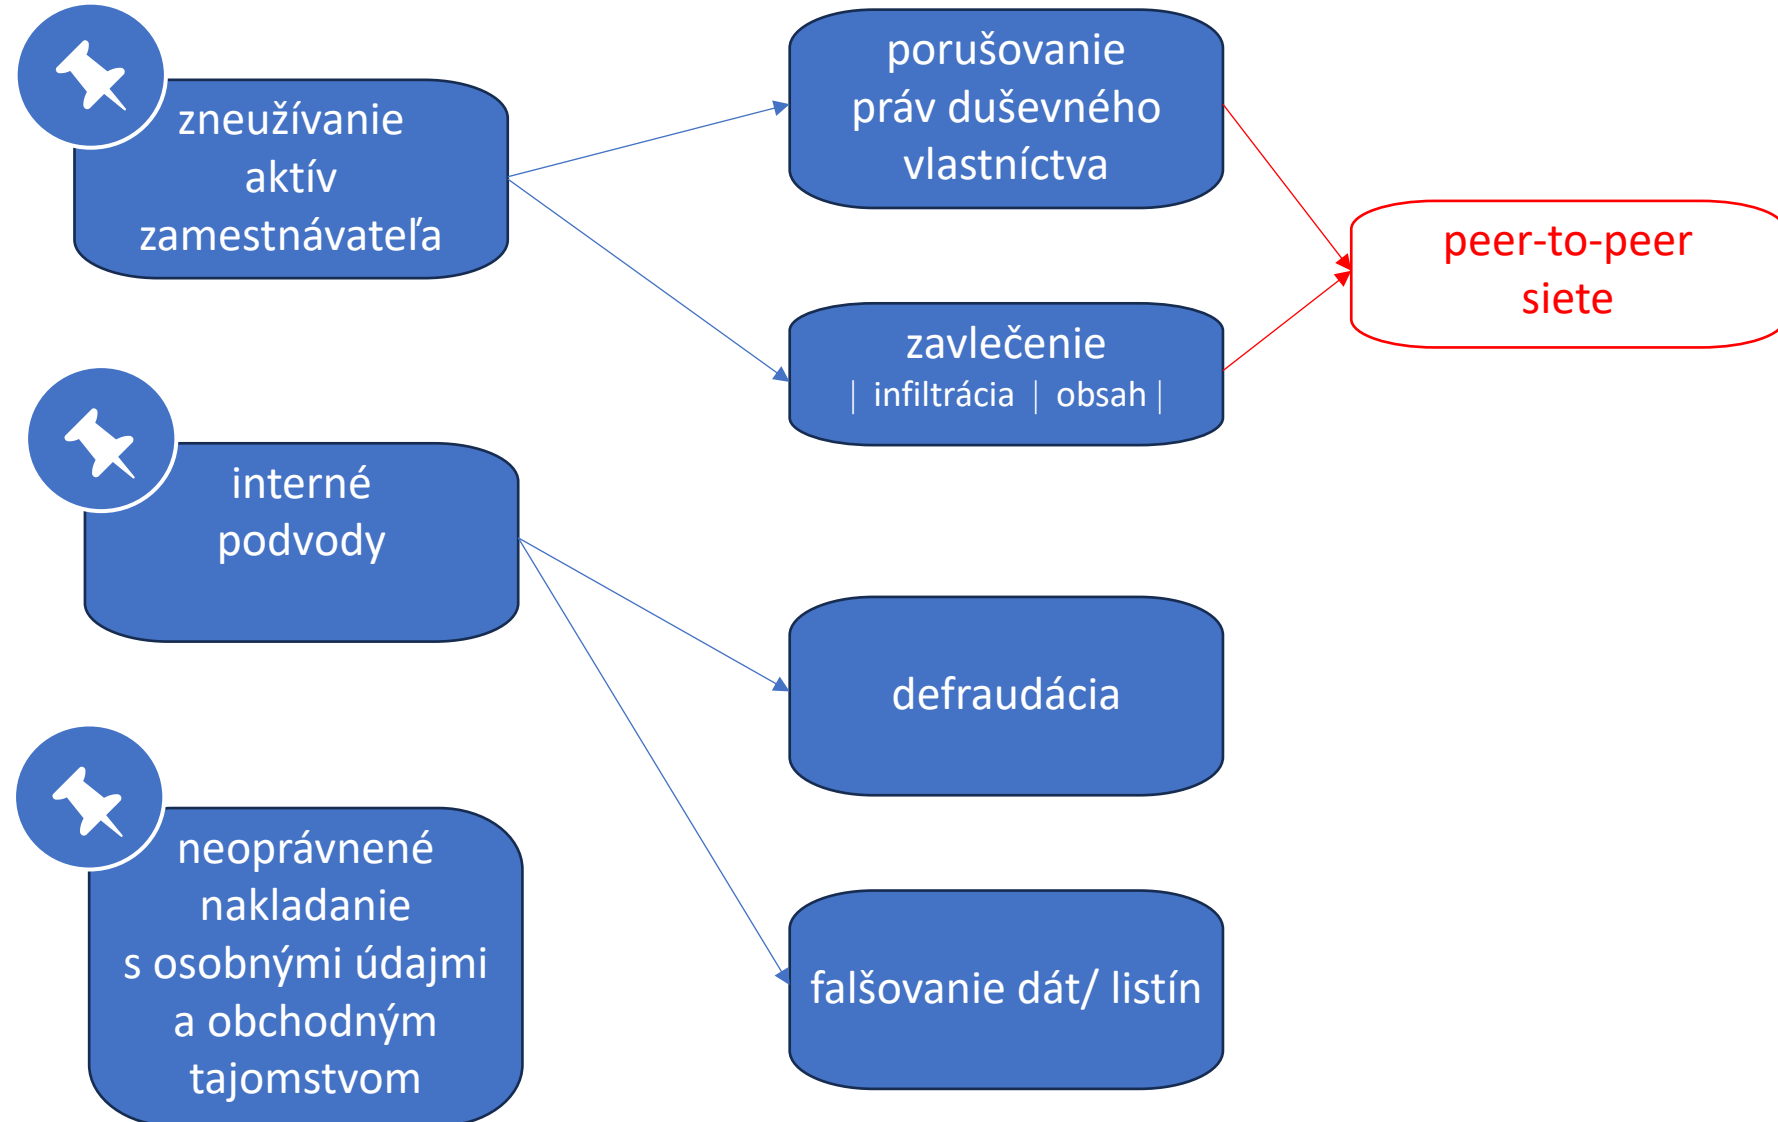 zneužívanie
aktív
zamestnávateľa
porušovanie
práv duševného
vlastníctva
peer-to-peer
siete
zavlečenie
| infiltrácia | obsah |
interné
podvody
defraudácia
neoprávnené
nakladanie
s osobnými údajmi
a obchodným
tajomstvom
falšovanie dát/ listín